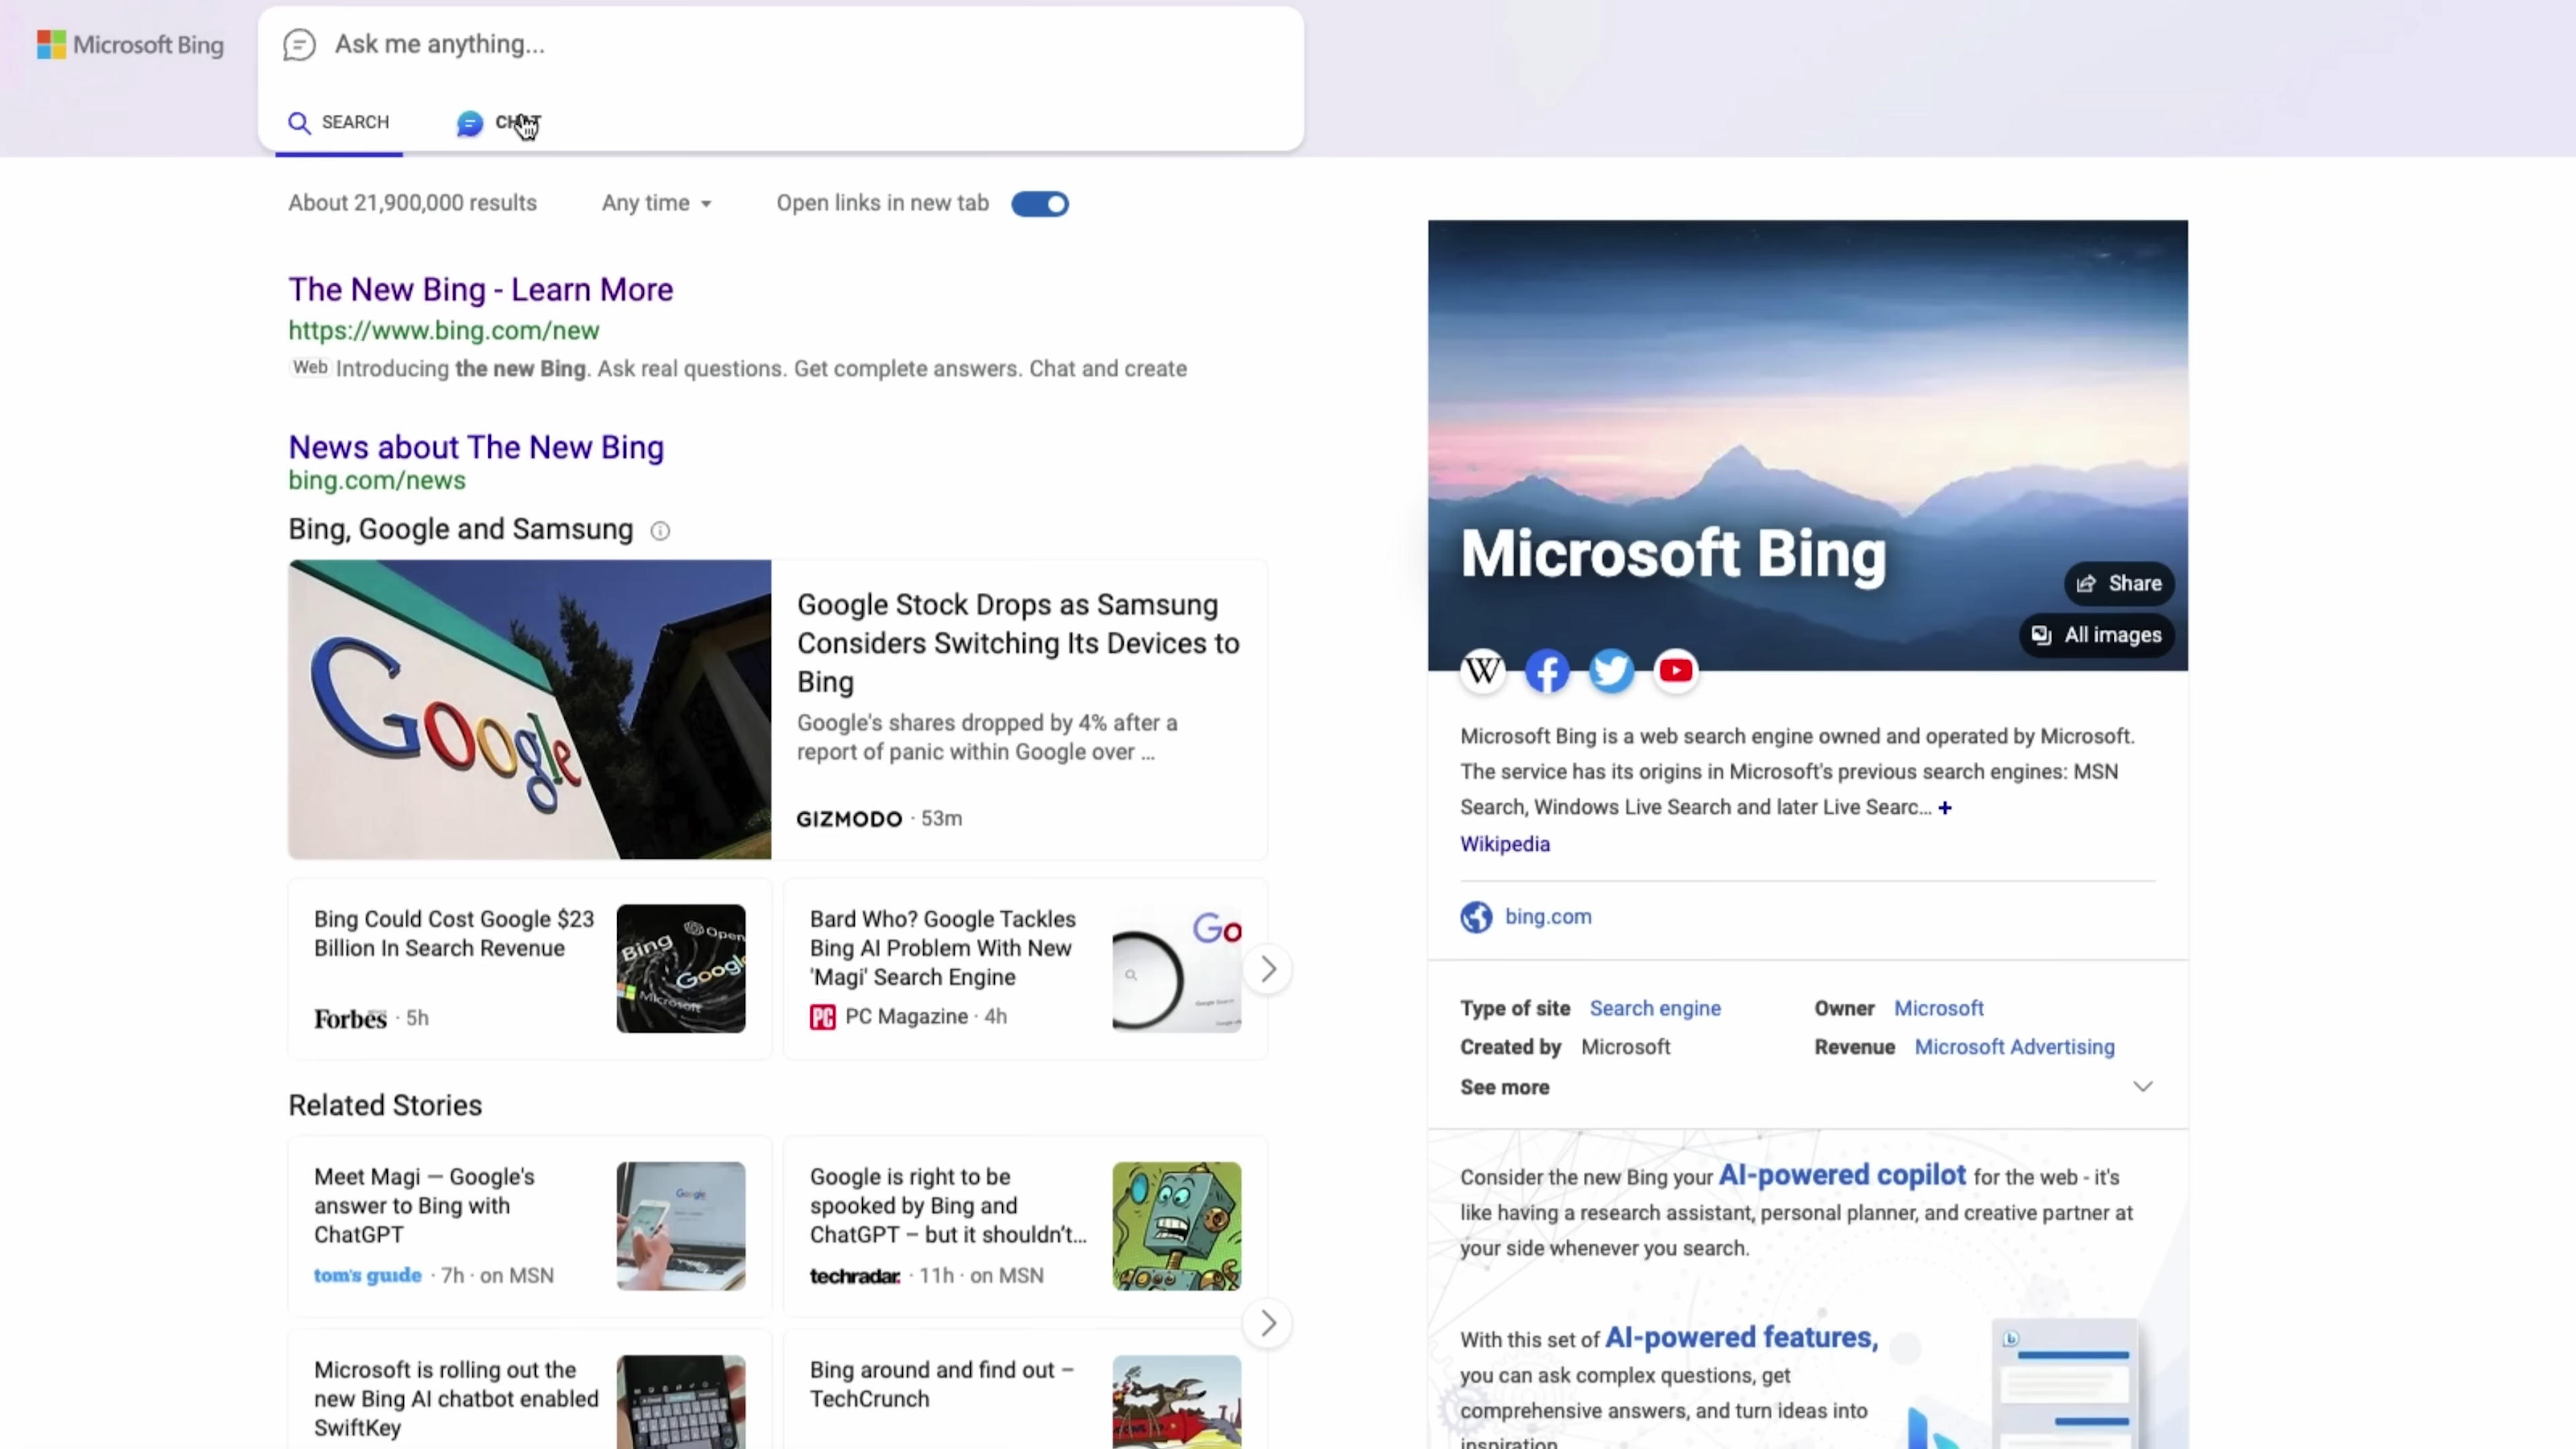 Microsoft Bing
Ask me anything...
SEARCH
About 21,900,000 results
Any time
Open links in new tab
The New Bing - Learn More
https://www.bing.com/new
Web Introducing the new Bing. Ask real questions. Get complete answers. Chat and create
News about The New Bing
bing.com/news
Bing, Google and Samsung
Google
Google Stock Drops as Samsung
Considers Switching Its Devices to
Bing
Google's shares dropped by 4% after a
report of panic within Google over ...
GIZMODO · 53m
Bing Could Cost Google $23
Billion In Search Revenue
Forbes · 5h
Bing
Open
Google
Microsoft
Bard Who? Google Tackles
Bing AI Problem With New
'Magi' Search Engine
PC PC Magazine · 4h
Go
Related Stories
Meet Magi — Google's
answer to Bing with
ChatGPT
tom's guide · 7h · on MSN
Google
Google is right to be
spooked by Bing and
ChatGPT – but it shouldn't...
techradar. · 11h · on MSN
Microsoft is rolling out the
new Bing AI chatbot enabled
SwiftKey
Bing around and find out –
TechCrunch
Microsoft Bing
Share
All images
W
Microsoft Bing is a web search engine owned and operated by Microsoft.
The service has its origins in Microsoft's previous search engines: MSN
Search, Windows Live Search and later Live Searc... +
Wikipedia
bing.com
Type of site Search engine
Owner Microsoft
Created by Microsoft
Revenue Microsoft Advertising
See more
Consider the new Bing your AI-powered copilot for the web - it's
like having a research assistant, personal planner, and creative partner at
your side whenever you search.
With this set of AI-powered features,
you can ask complex questions, get
comprehensive answers, and turn ideas into
inspiration